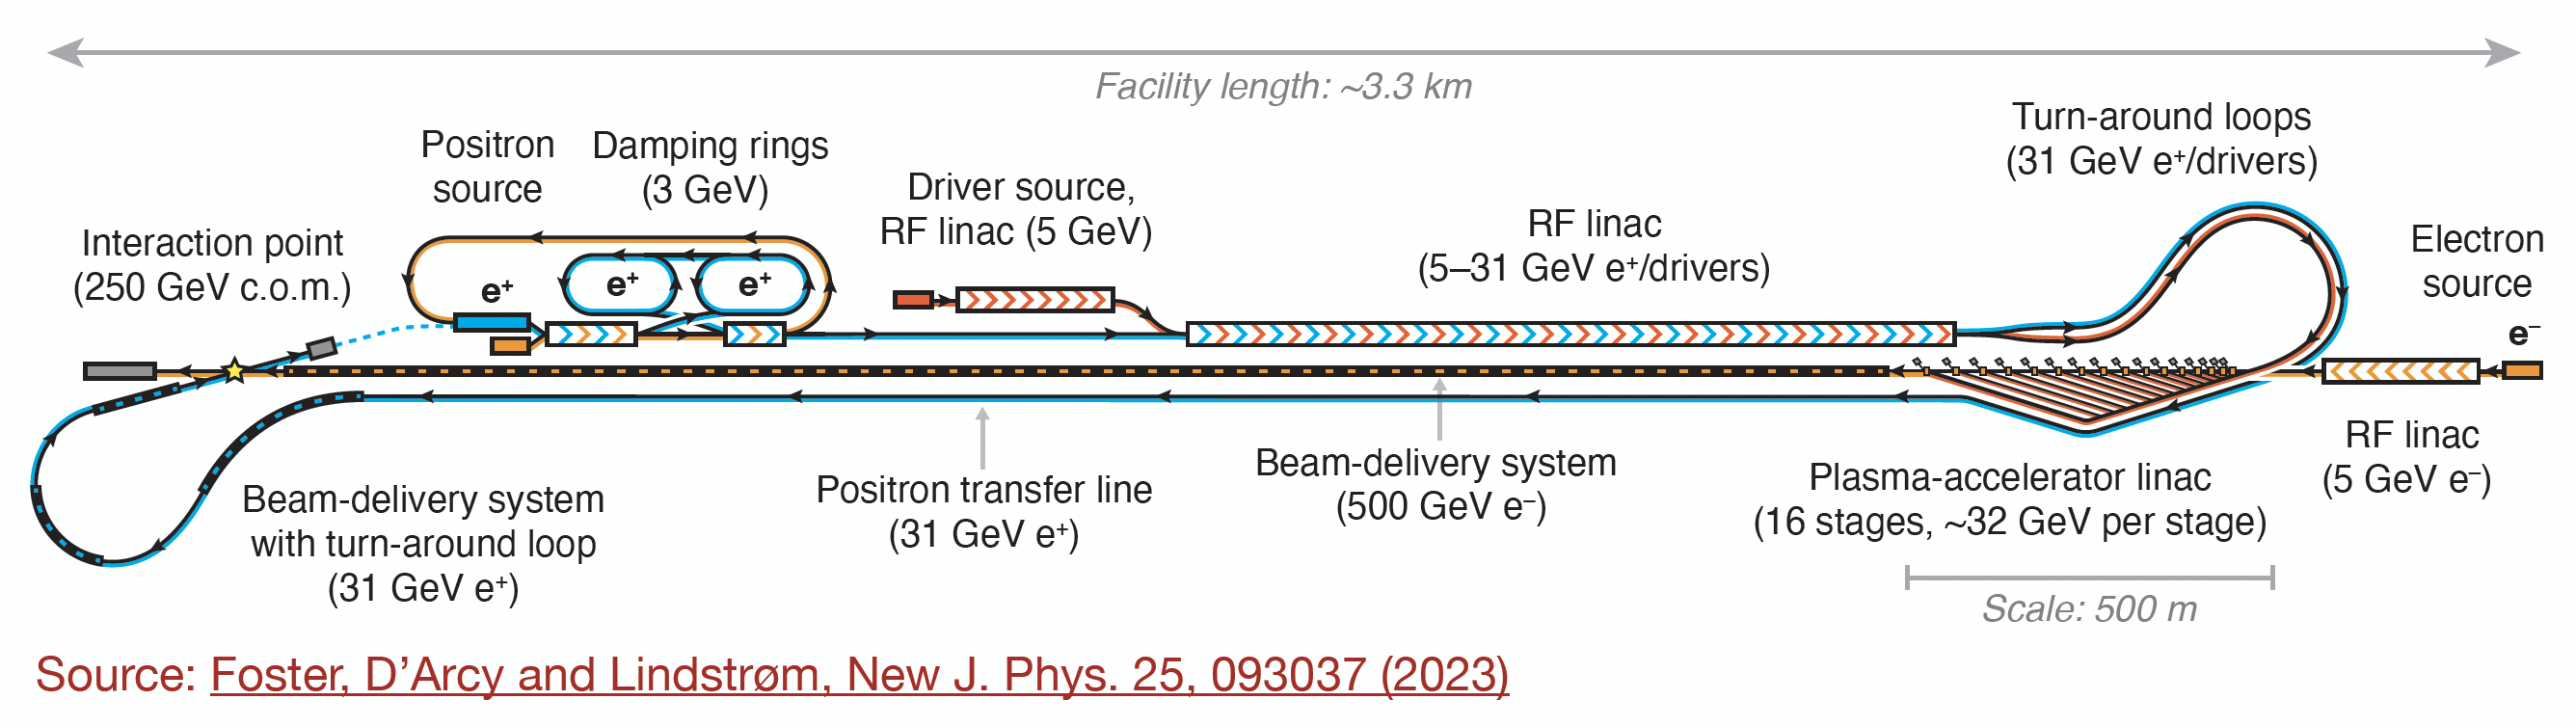 Facility length: ~3.3 km
Turn-around loops
(31 GeV e⁺/drivers)
Positron
source
Damping rings
(3 GeV)
Driver source,
RF linac (5 GeV)
RF linac
(5–31 GeV e⁺/drivers)
Interaction point
(250 GeV c.o.m.)
Electron
source
e⁺
e⁺
e⁺
e⁻
Beam-delivery system
with turn-around loop
(31 GeV e⁺)
Positron transfer line
(31 GeV e⁺)
Beam-delivery system
(500 GeV e⁻)
Plasma-accelerator linac
(16 stages, ~32 GeV per stage)
RF linac
(5 GeV e⁻)
Scale: 500 m
Source: Foster, D’Arcy and Lindstrøm, New J. Phys. 25, 093037 (2023)